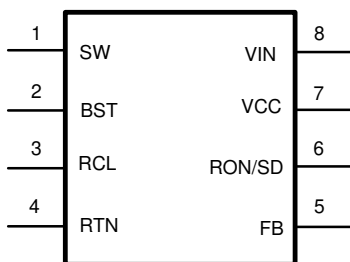 1 SW VIN 8
2 BST VCC 7
3 RCL RON/SD 6
4 RTN FB 5